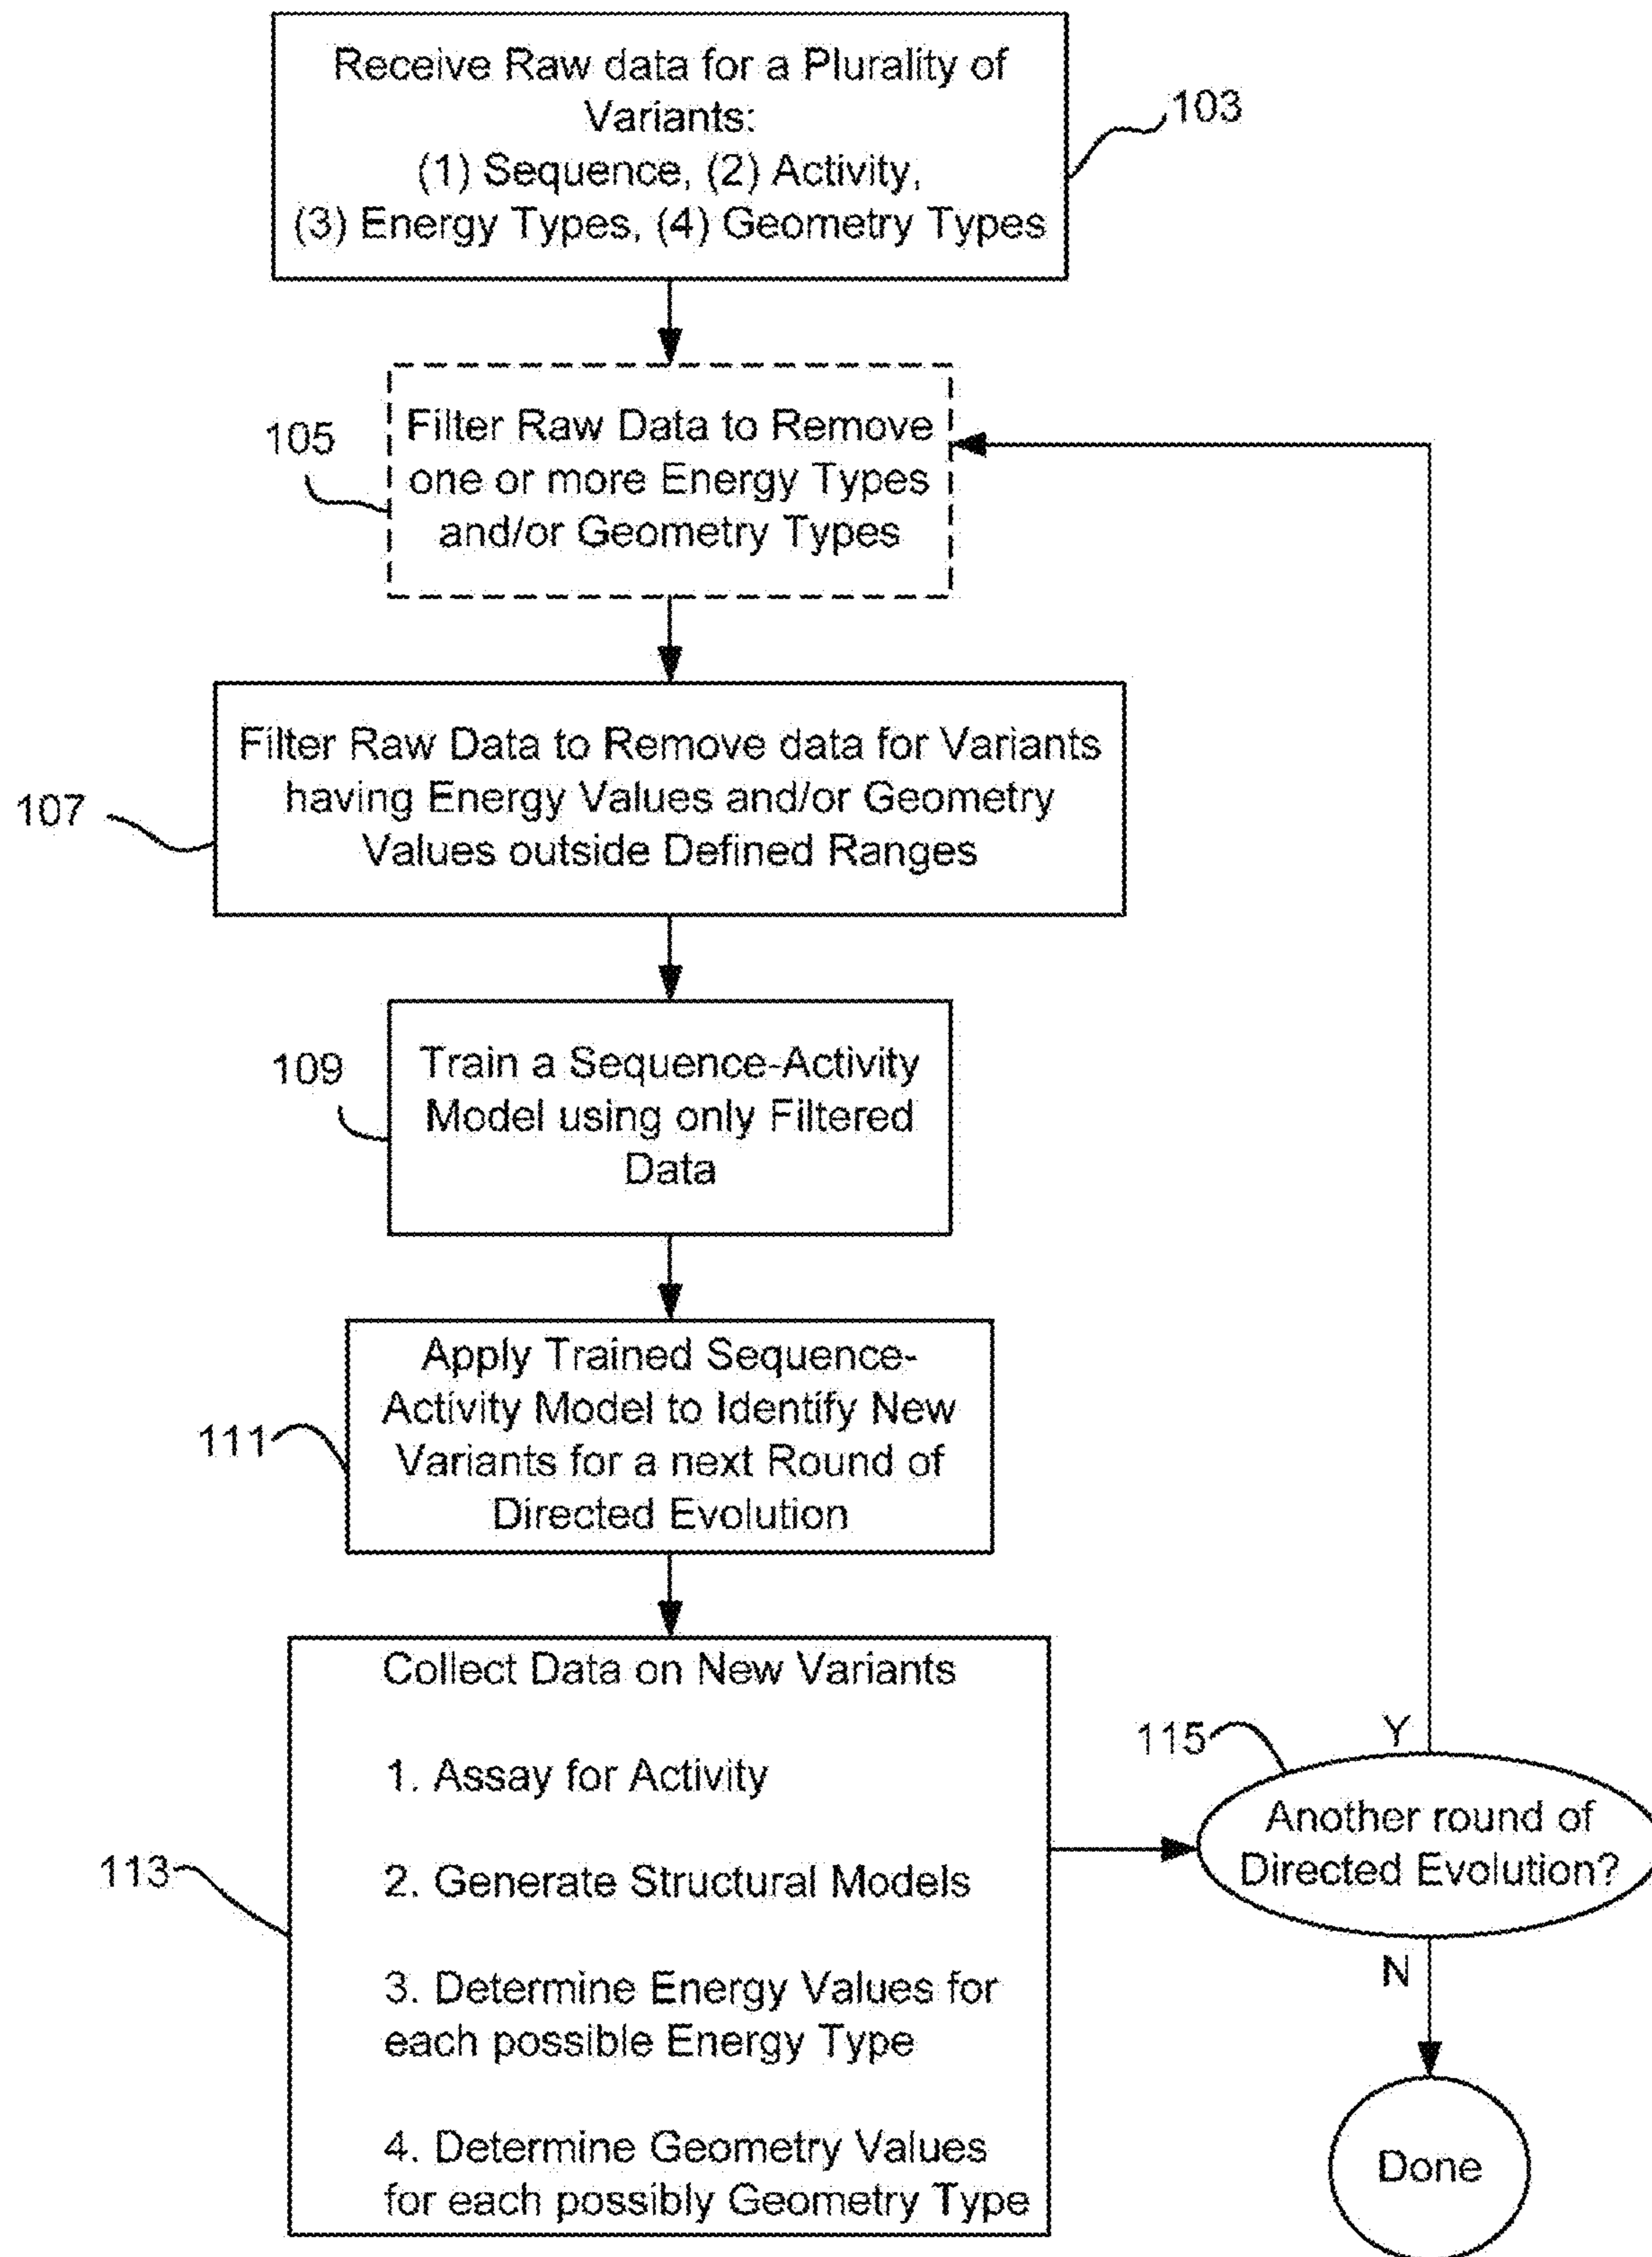 Receive Raw data for a Plurality of
Variants:
(1) Sequence, (2) Activity,
(3) Energy Types, (4) Geometry Types
103
Filter Raw Data to Remove
one or more Energy Types
and/or Geometry Types
105
Filter Raw Data to Remove data for Variants
having Energy Values and/or Geometry
Values outside Defined Ranges
107
Train a Sequence-Activity
Model using only Filtered
Data
109
Apply Trained Sequence-
Activity Model to Identify New
Variants for a next Round of
Directed Evolution
111
Collect Data on New Variants
1. Assay for Activity
2. Generate Structural Models
3. Determine Energy Values for
each possible Energy Type
4. Determine Geometry Values
for each possibly Geometry Type
113
115
Y
Another round of
Directed Evolution?
N
Done